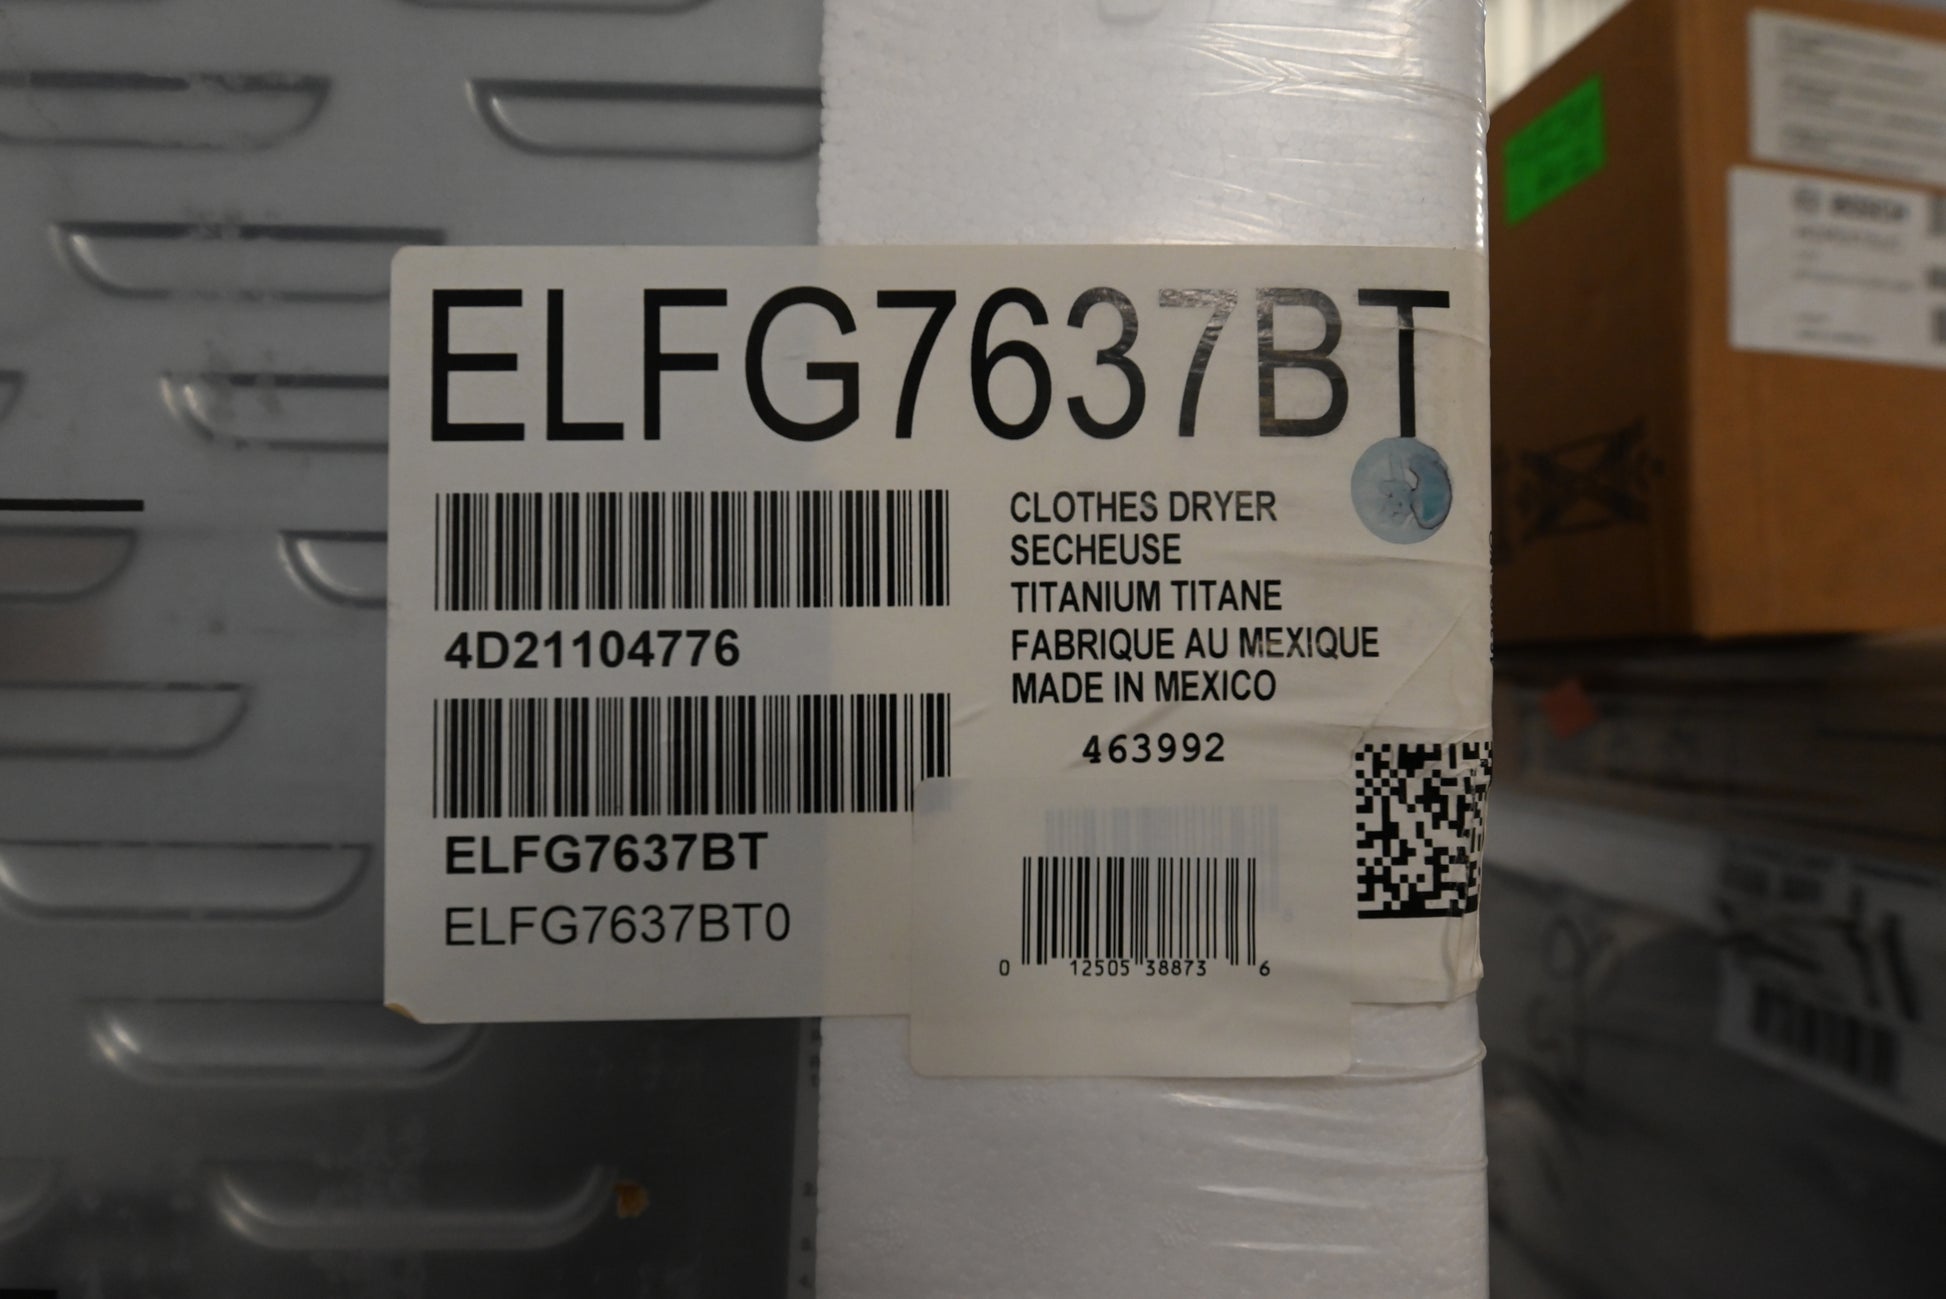 ELFG7637BT
4D21104776
ELFG7637BT
ELFG7637BT0
CLOTHES DRYER
SECHEUSE
TITANIUM TITANE
FABRIQUE AU MEXIQUE
MADE IN MEXICO
463992
0 12505 38873 6